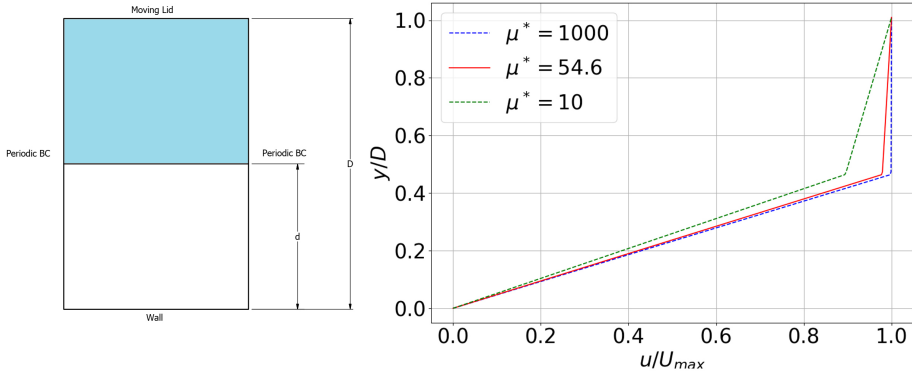 Moving Lid
Periodic BC
Periodic BC
D
d
Wall
μ* = 1000
μ* = 54.6
μ* = 10
y/D
1.0
0.8
0.6
0.4
0.2
0.0
0.0 0.2 0.4 0.6 0.8 1.0
u/Umax